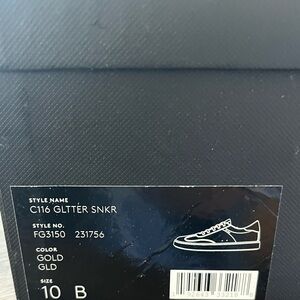 STYLE NAME
C116 GLTTER SNKR
STYLE NO.
FG3150 231756
COLOR
GOLD
GLD
SIZE
10 B